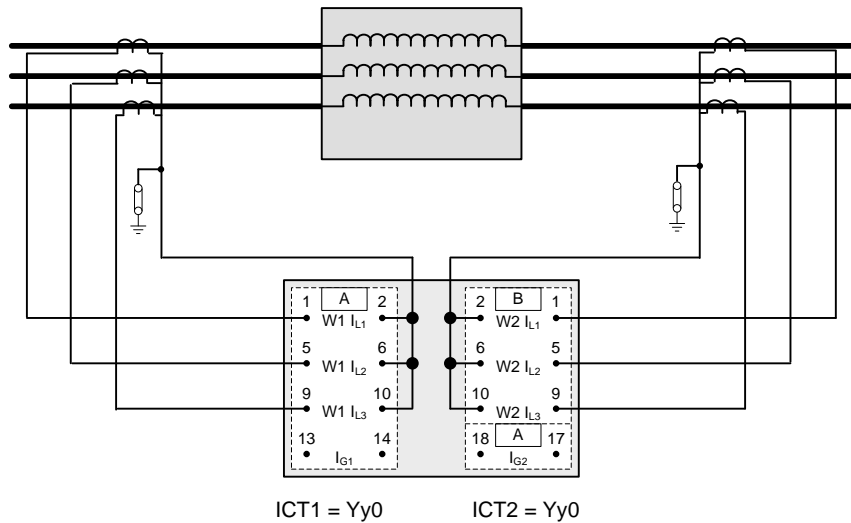 1 A 2 2 B 1
W1 IL1 W2 IL1
5 6 6 5
W1 IL2 W2 IL2
9 10 10 9
W1 IL3 W2 IL3
13 14 18 A 17
IG1 IG2
ICT1 = Yy0 ICT2 = Yy0